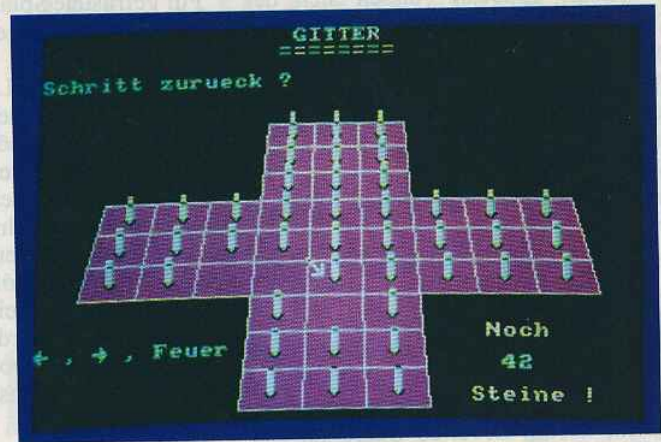 GITTER
========
Schritt zurueck ?
← , → , Feuer
Noch
42
Steine !